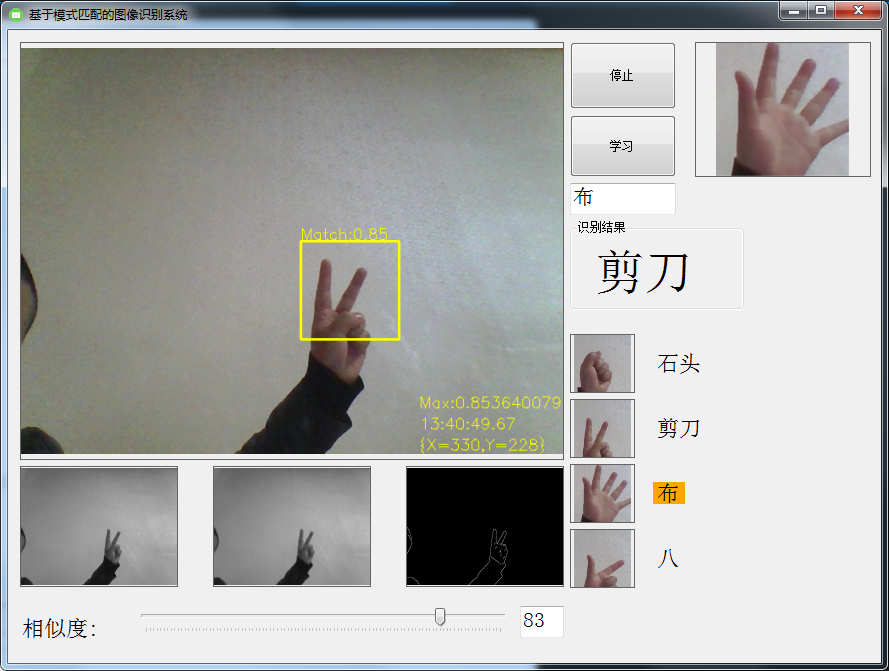 基于模式匹配的图像识别系统
停止
学习
布
识别结果
剪刀
Match:0.85
Max:0.853640079
13:40:49.67
{X=330,Y=228}
石头
剪刀
布
八
相似度:
83